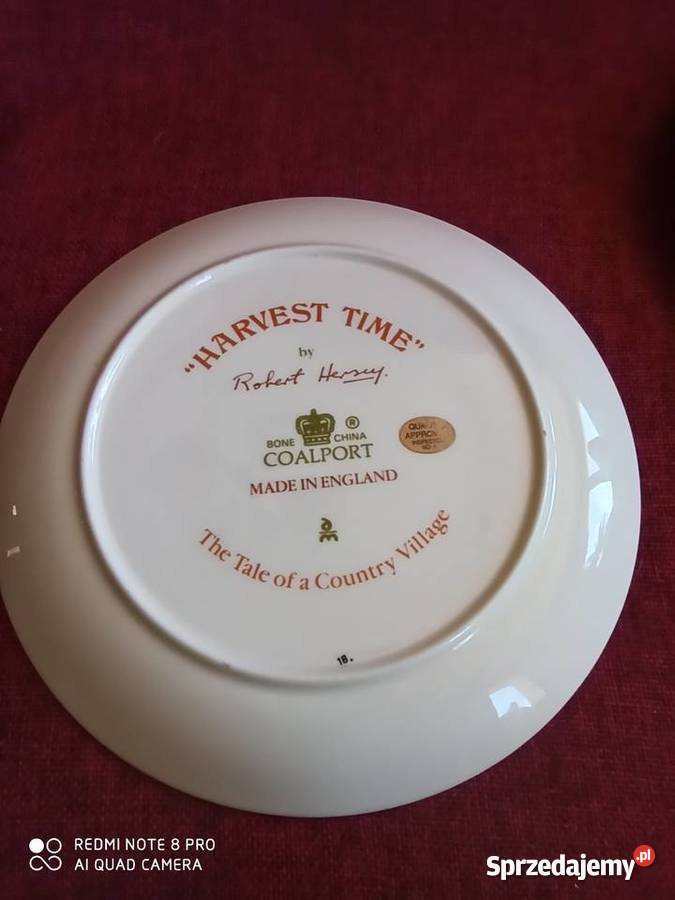 "HARVEST TIME"
by
Robert Hersey.
BONE ® CHINA
COALPORT
MADE IN ENGLAND
The Tale of a Country Village
18.
REDMI NOTE 8 PRO
AI QUAD CAMERA
Sprzedajemy.pl